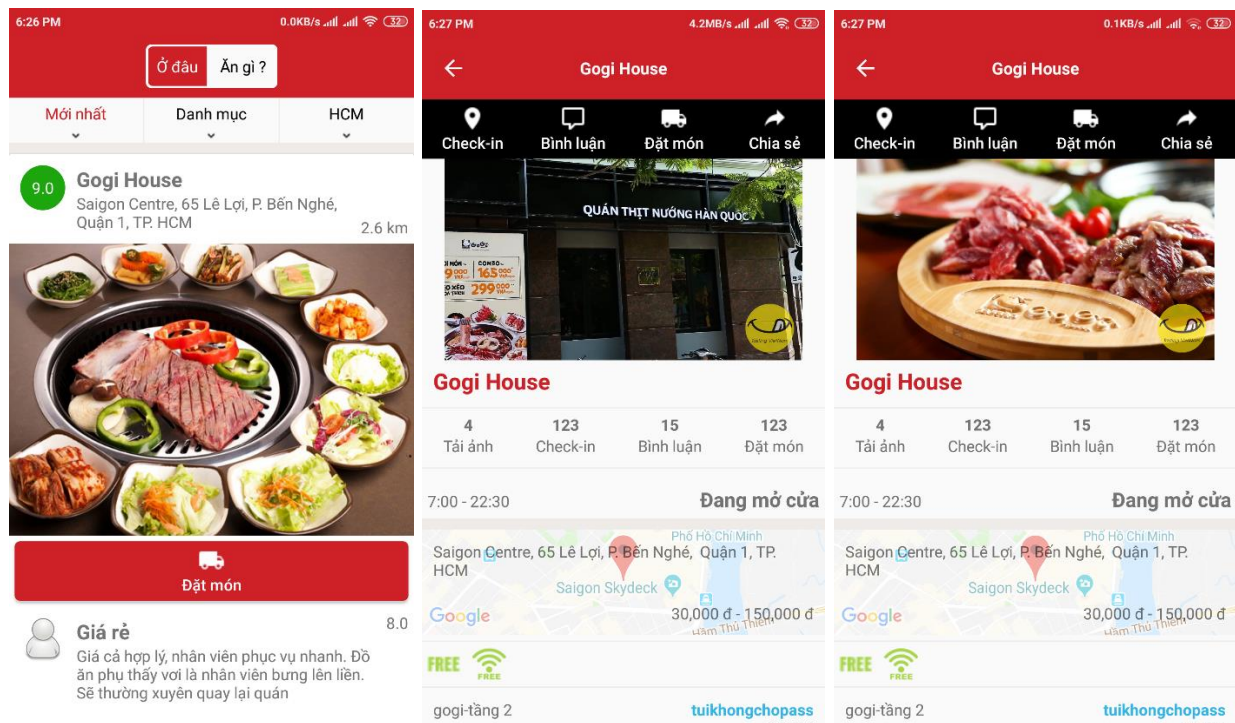 6:26 PM
0.0KB/s
32
Ở đâu
Ăn gì ?
Mới nhất
Danh mục
HCM
9.0
Gogi House
Saigon Centre, 65 Lê Lợi, P. Bến Nghé,
Quận 1, TP. HCM
2.6 km
Đặt món
Giá rẻ
8.0
Giá cả hợp lý, nhân viên phục vụ nhanh. Đồ
ăn phụ thấy vơi là nhân viên bưng lên liền.
Sẽ thường xuyên quay lại quán
6:27 PM
4.2MB/s
32
Gogi House
Check-in
Bình luận
Đặt món
Chia sẻ
QUÁN THỊT NƯỚNG HÀN QUỐC
COMBO
165
299
Gogi House
4
123
15
123
Tải ảnh
Check-in
Bình luận
Đặt món
7:00 - 22:30
Đang mở cửa
Phố Hồ Chí Minh
Saigon Centre, 65 Lê Lợi, P. Bến Nghé, Quận 1, TP.
HCM
Saigon Skydeck
Google
30,000 đ - 150,000 đ
Hầm Thủ Thiêm
FREE
FREE
gogi-tầng 2
tuikhongchopass
6:27 PM
0.1KB/s
32
Gogi House
Check-in
Bình luận
Đặt món
Chia sẻ
Gogi House
4
123
15
123
Tải ảnh
Check-in
Bình luận
Đặt món
7:00 - 22:30
Đang mở cửa
Phố Hồ Chí Minh
Saigon Centre, 65 Lê Lợi, P. Bến Nghé, Quận 1, TP.
HCM
Saigon Skydeck
Google
30,000 đ - 150,000 đ
Hầm Thủ Thiêm
FREE
FREE
gogi-tầng 2
tuikhongchopass